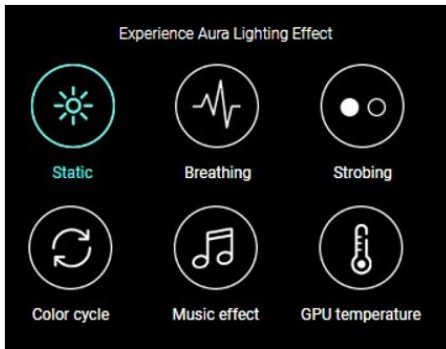 Experience Aura Lighting Effect
Static Breathing Strobing
Color cycle Music effect GPU temperature